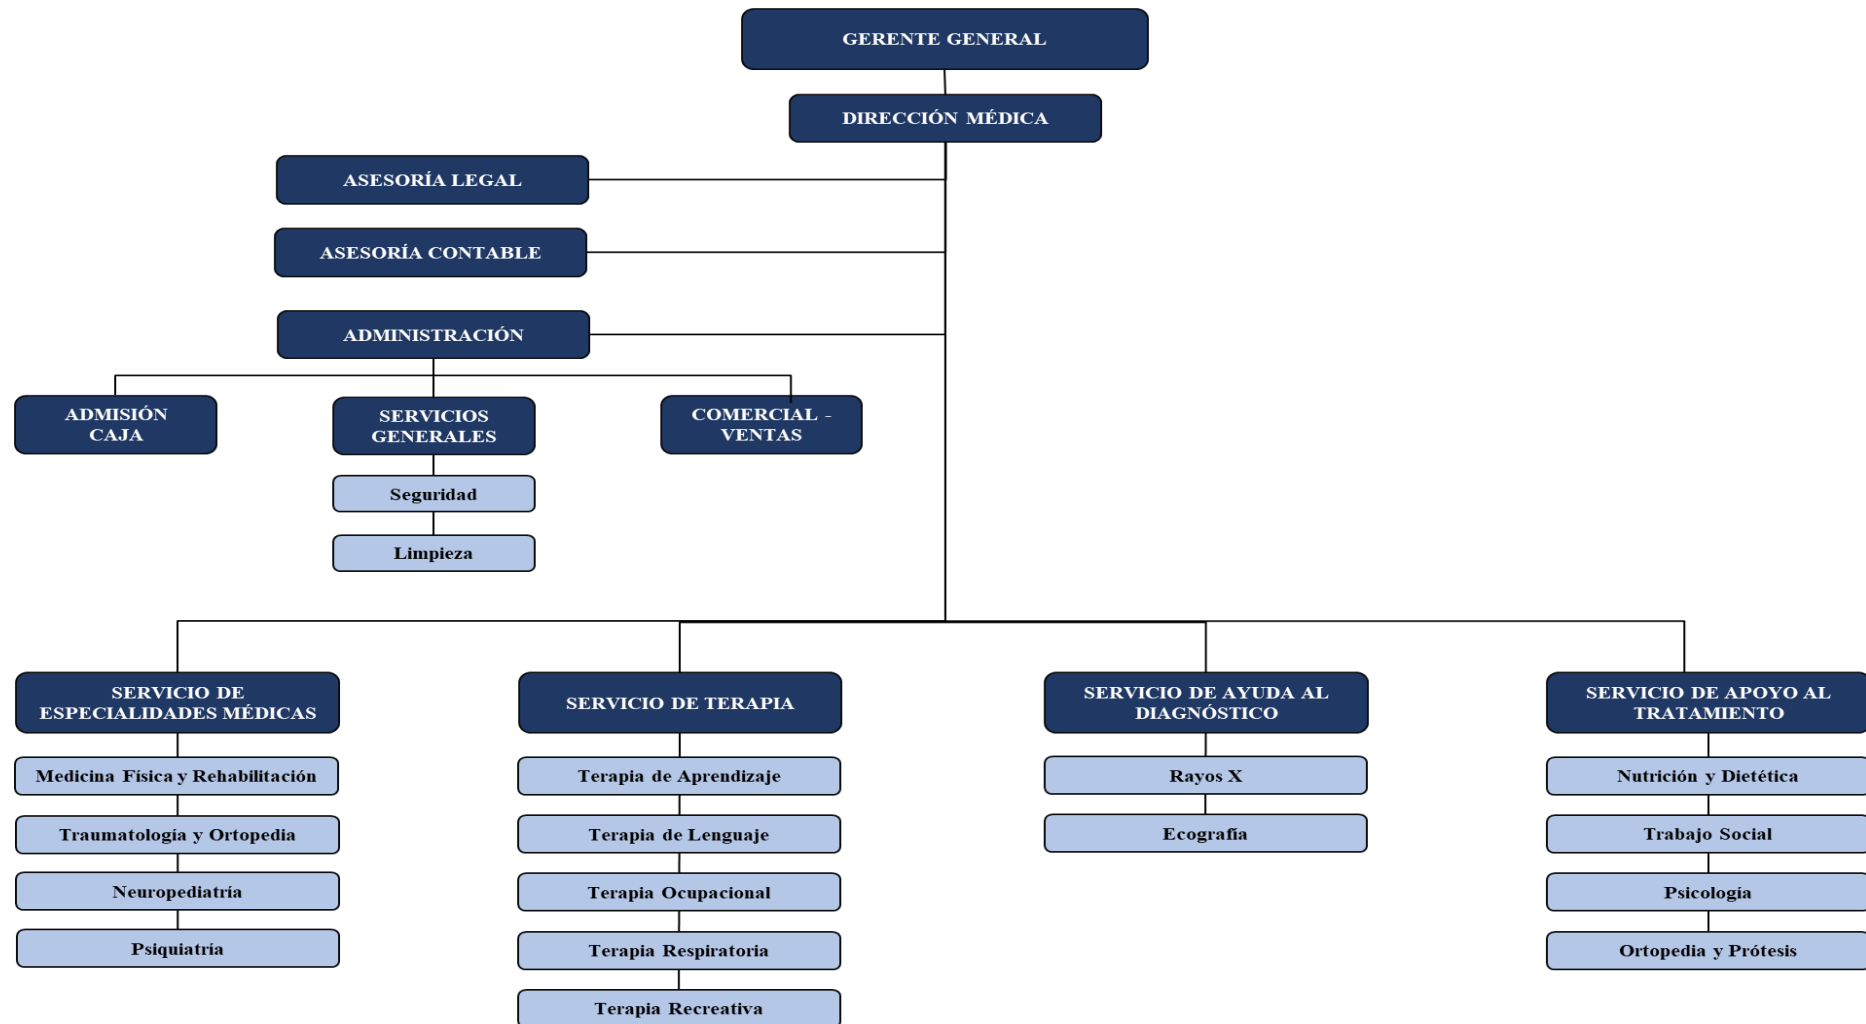 GERENTE GENERAL
DIRECCIÓN MÉDICA
ASESORÍA LEGAL
ASESORÍA CONTABLE
ADMINISTRACIÓN
ADMISIÓN
CAJA
SERVICIOS
GENERALES
COMERCIAL -
VENTAS
Seguridad
Limpieza
SERVICIO DE
ESPECIALIDADES MÉDICAS
Medicina Física y Rehabilitación
Traumatología y Ortopedia
Neuropediatría
Psiquiatría
SERVICIO DE TERAPIA
Terapia de Aprendizaje
Terapia de Lenguaje
Terapia Ocupacional
Terapia Respiratoria
Terapia Recreativa
SERVICIO DE AYUDA AL
DIAGNÓSTICO
Rayos X
Ecografía
SERVICIO DE APOYO AL
TRATAMIENTO
Nutrición y Dietética
Trabajo Social
Psicología
Ortopedia y Prótesis